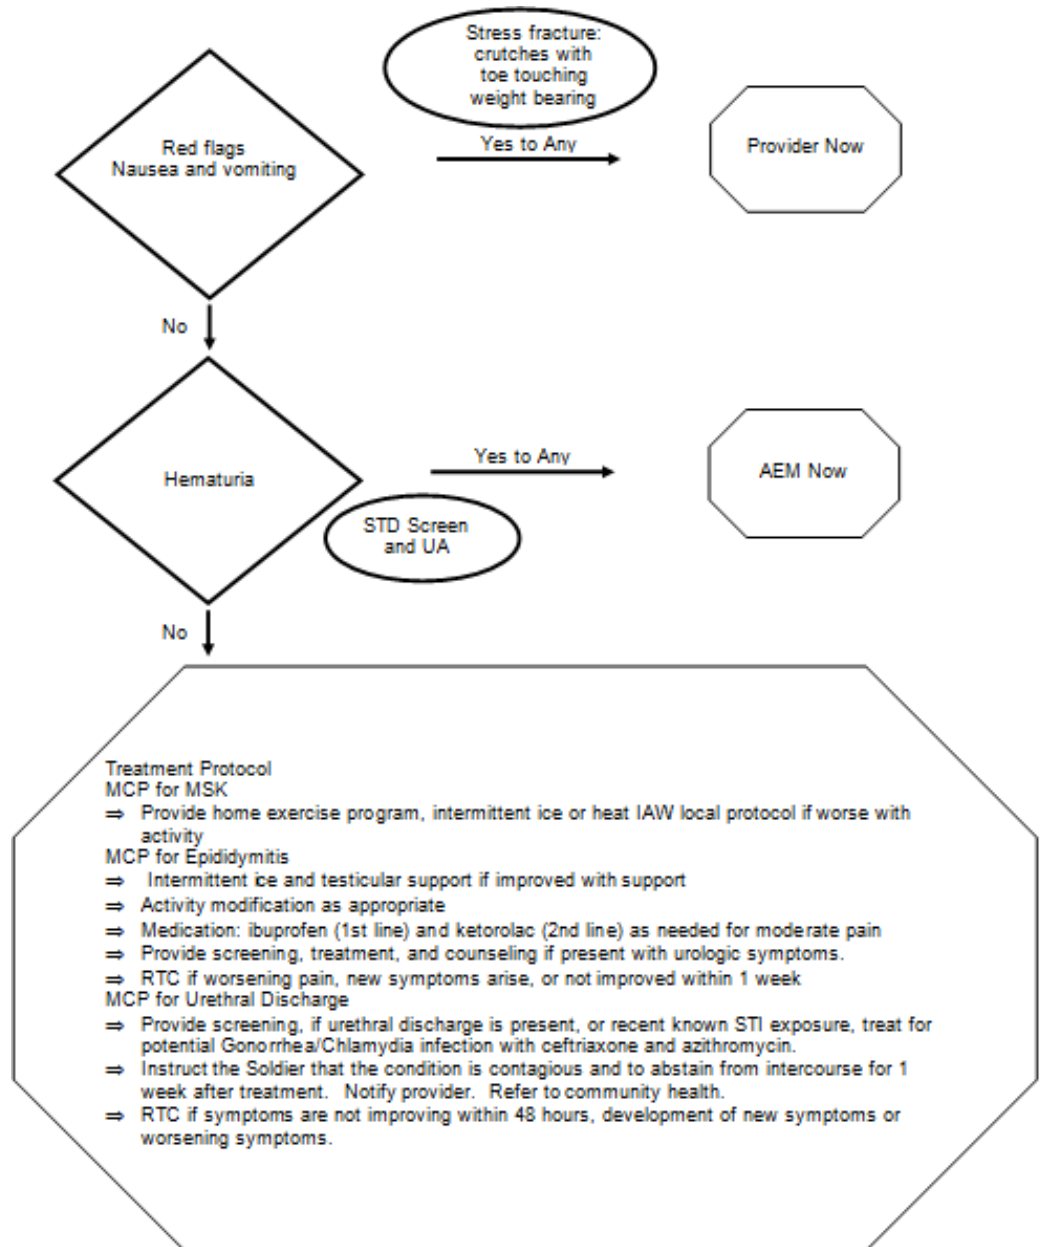 Stress fracture:
crutches with
toe touching
weight bearing
Red flags
Nausea and vomiting
Yes to Any
Provider Now
No
Hematuria
Yes to Any
AEM Now
STD Screen
and UA
No
Treatment Protocol
MCP for MSK
⇒ Provide home exercise program, intermittent ice or heat IAW local protocol if worse with
activity
MCP for Epididymitis
⇒ Intermittent ice and testicular support if improved with support
⇒ Activity modification as appropriate
⇒ Medication: ibuprofen (1st line) and ketorolac (2nd line) as needed for moderate pain
⇒ Provide screening, treatment, and counseling if present with urologic symptoms.
⇒ RTC if worsening pain, new symptoms arise, or not improved within 1 week
MCP for Urethral Discharge
⇒ Provide screening, if urethral discharge is present, or recent known STI exposure, treat for
potential Gonorrhea/Chlamydia infection with ceftriaxone and azithromycin.
⇒ Instruct the Soldier that the condition is contagious and to abstain from intercourse for 1
week after treatment. Notify provider. Refer to community health.
⇒ RTC if symptoms are not improving within 48 hours, development of new symptoms or
worsening symptoms.